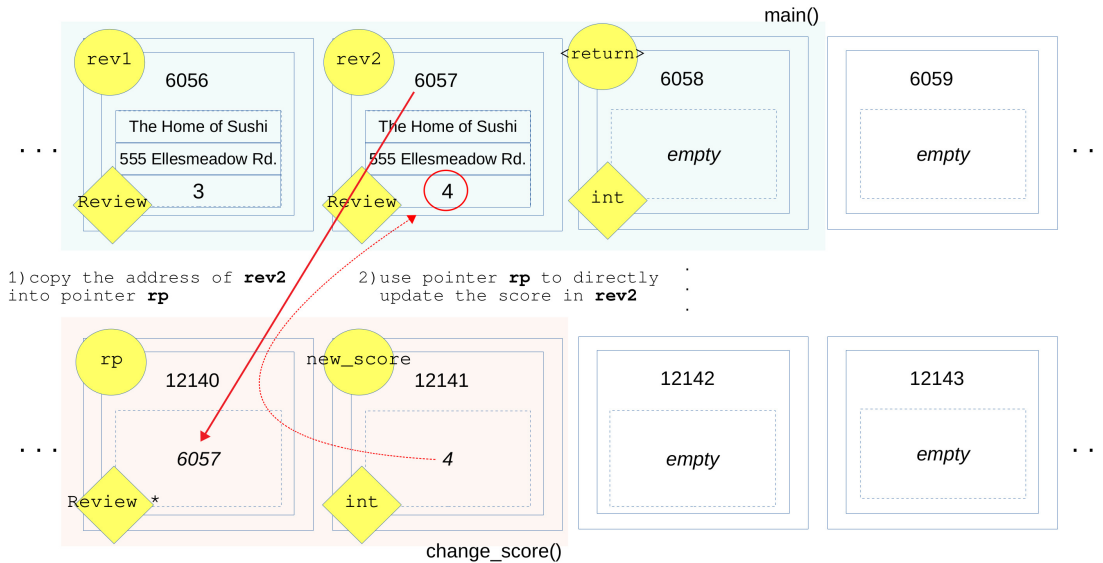 main()
rev1
rev2
<return>
6056
6057
6058
6059
The Home of Sushi
The Home of Sushi
555 Ellesmeadow Rd.
555 Ellesmeadow Rd.
empty
empty
. . .
. .
3
4
Review
Review
int
1)copy the address of rev2
into pointer rp
2)use pointer rp to directly
update the score in rev2
.
.
.
rp
new_score
12140
12141
12142
12143
. . .
. .
6057
4
empty
empty
Review *
int
change_score()